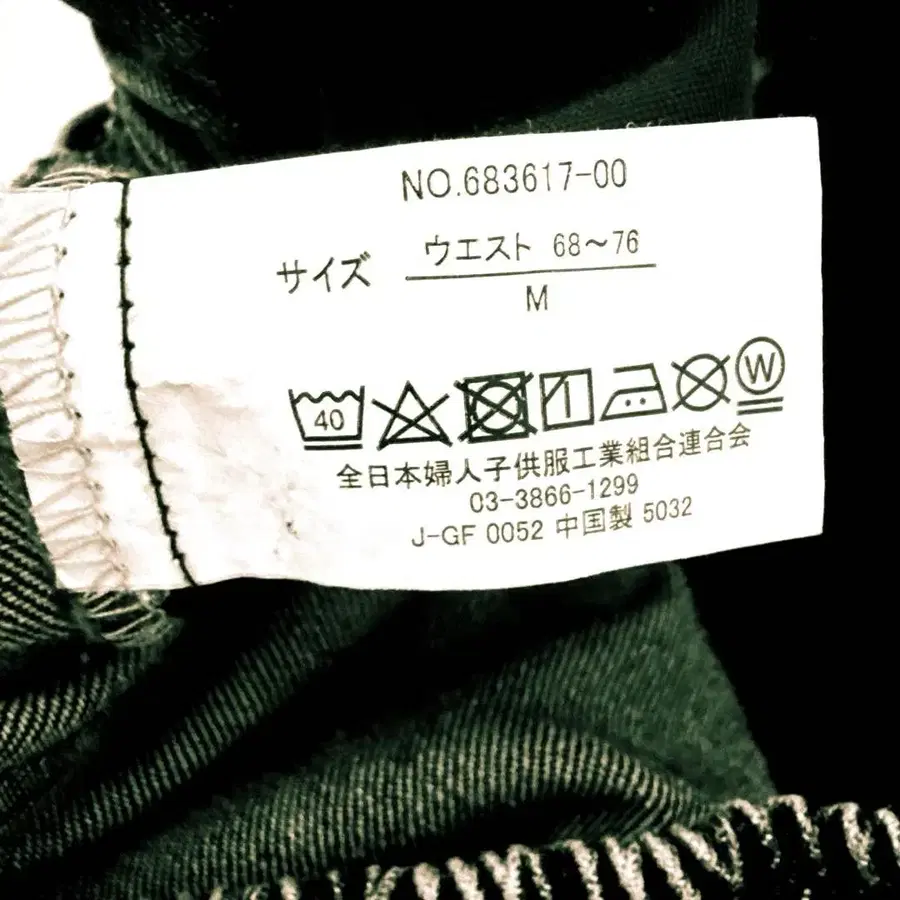 NO.683617-00
サイズ ウエスト 68~76
M
40 W
全日本婦人子供服工業組合連合会
03-3866-1299
J-GF 0052 中国製 5032